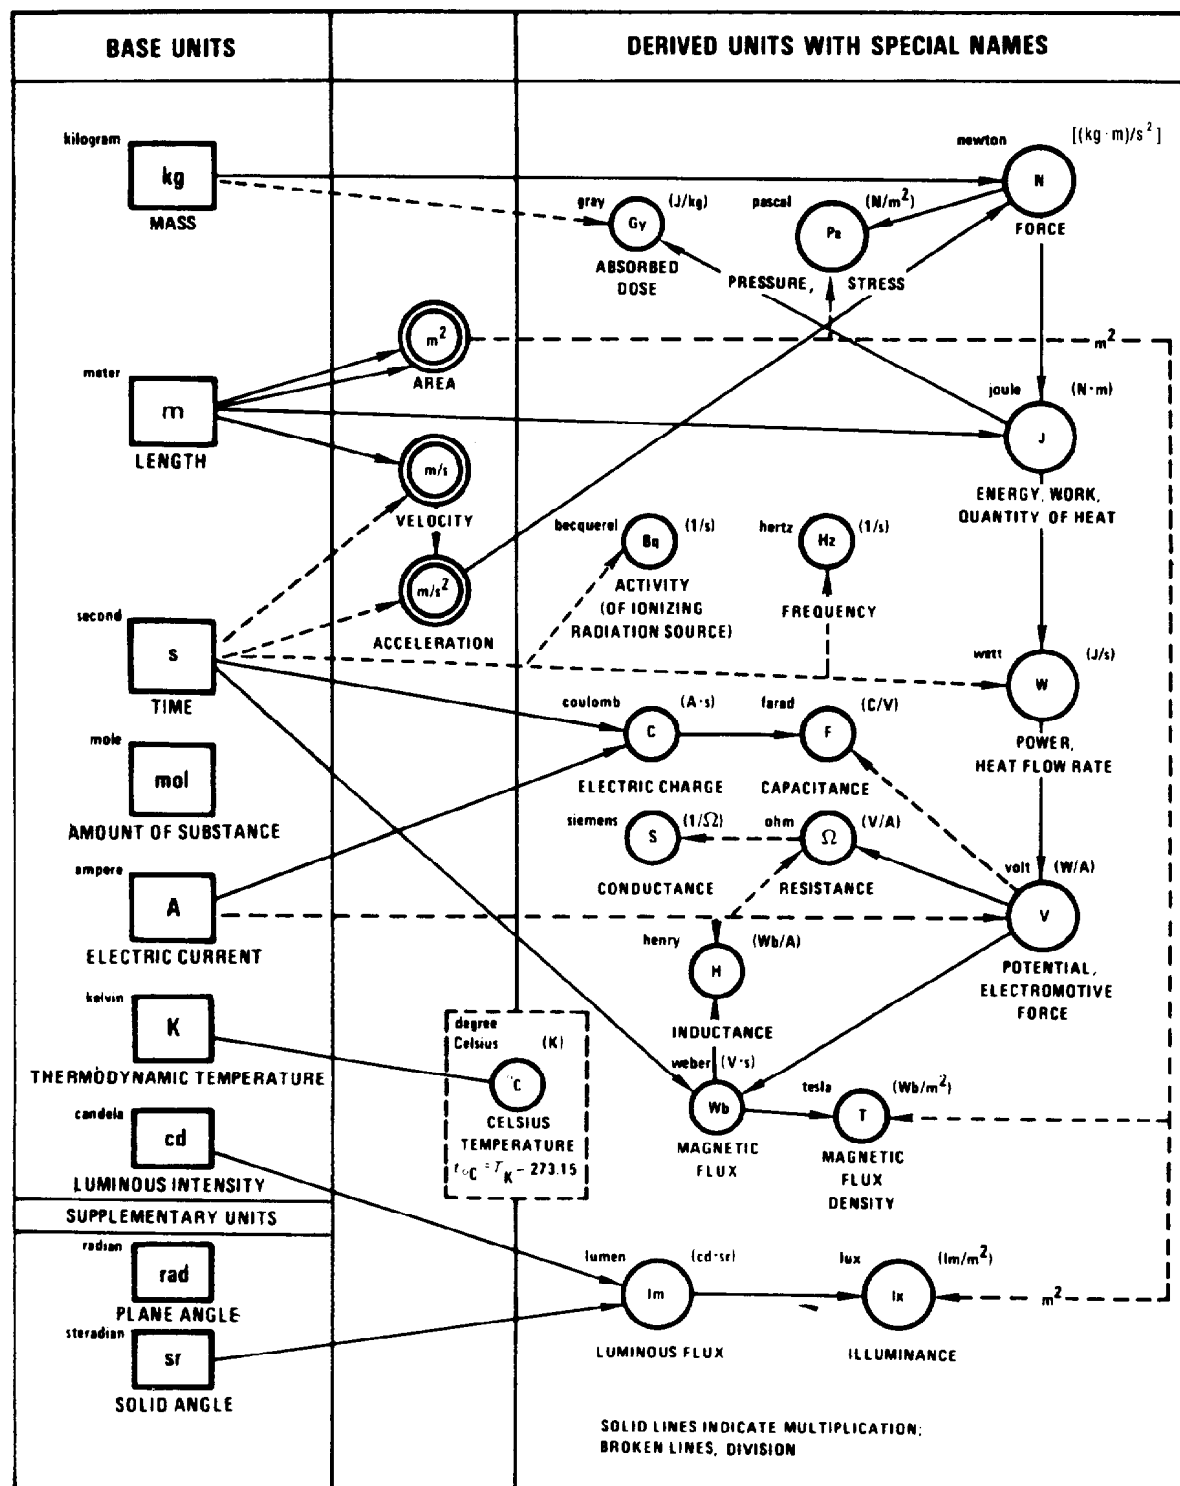 BASE UNITS
DERIVED UNITS WITH SPECIAL NAMES
kilogram
kg
MASS
newton
[(kg·m)/s²]
N
FORCE
gray
(J/kg)
Gy
ABSORBED
DOSE
pascal
(N/m²)
Pa
PRESSURE, STRESS
m²
AREA
m²
meter
m
LENGTH
joule
(N·m)
J
ENERGY, WORK,
QUANTITY OF HEAT
m/s
VELOCITY
m/s²
ACCELERATION
becquerel
(1/s)
Bq
ACTIVITY
(OF IONIZING
RADIATION SOURCE)
hertz
(1/s)
Hz
FREQUENCY
second
s
TIME
watt
(J/s)
W
POWER,
HEAT FLOW RATE
coulomb
(A·s)
C
ELECTRIC CHARGE
farad
(C/V)
F
CAPACITANCE
mole
mol
AMOUNT OF SUBSTANCE
siemens
(1/Ω)
S
CONDUCTANCE
ohm
(V/A)
Ω
RESISTANCE
volt
(W/A)
V
POTENTIAL,
ELECTROMOTIVE
FORCE
ampere
A
ELECTRIC CURRENT
henry
(Wb/A)
H
INDUCTANCE
kelvin
K
THERMODYNAMIC TEMPERATURE
degree
Celsius
(K)
°C
CELSIUS
TEMPERATURE
t°C = TK – 273.15
weber
(V·s)
Wb
MAGNETIC
FLUX
tesla
(Wb/m²)
T
MAGNETIC
FLUX
DENSITY
candela
cd
LUMINOUS INTENSITY
SUPPLEMENTARY UNITS
radian
rad
PLANE ANGLE
lumen
(cd·sr)
lm
LUMINOUS FLUX
lux
(lm/m²)
lx
ILLUMINANCE
m²
steradian
sr
SOLID ANGLE
SOLID LINES INDICATE MULTIPLICATION;
BROKEN LINES, DIVISION